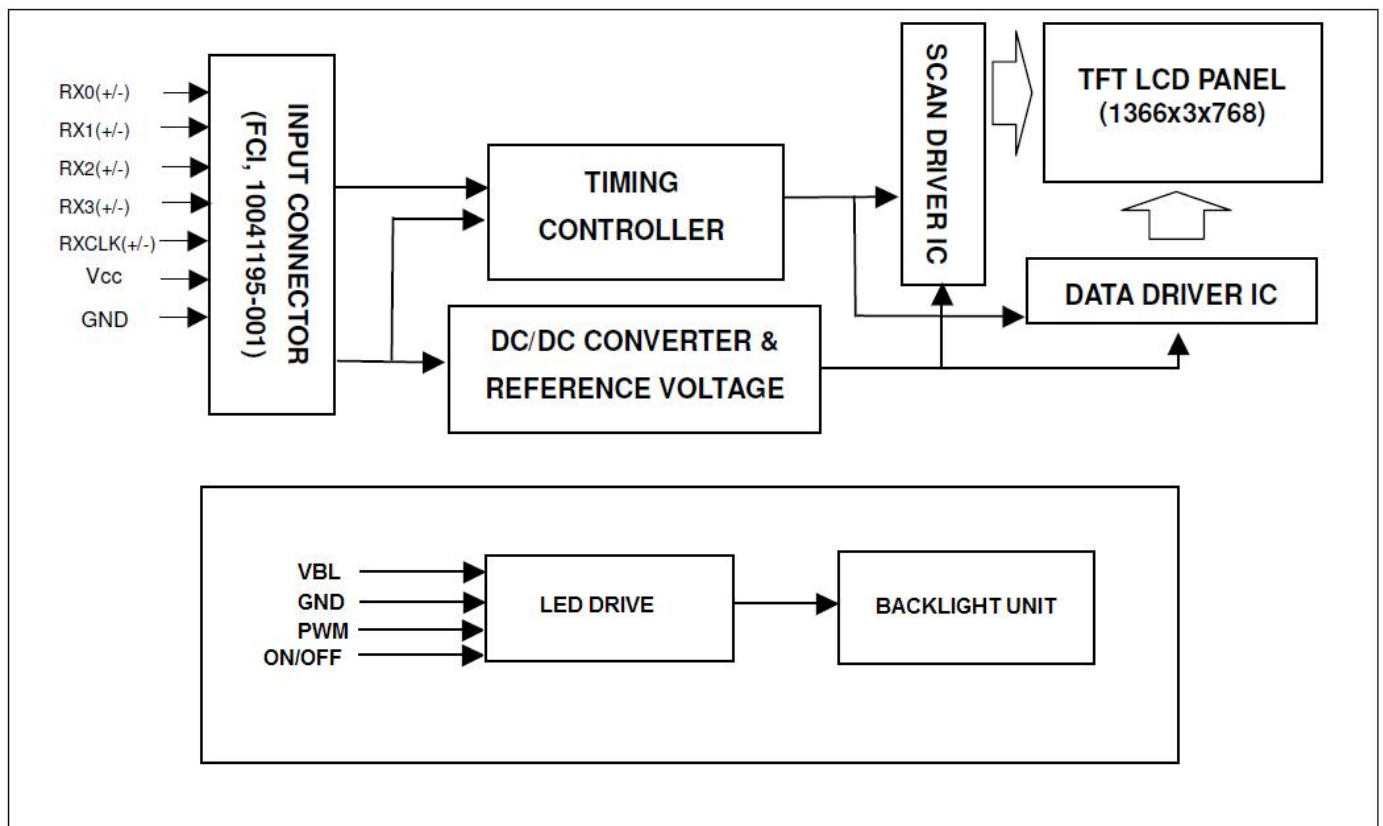 RX0(+/-)
RX1(+/-)
RX2(+/-)
RX3(+/-)
RXCLK(+/-)
Vcc
GND
INPUT CONNECTOR
(FCI, 10041195-001)
TIMING
CONTROLLER
DC/DC CONVERTER &
REFERENCE VOLTAGE
SCAN DRIVER IC
TFT LCD PANEL
(1366x3x768)
DATA DRIVER IC
VBL
GND
PWM
ON/OFF
LED DRIVE
BACKLIGHT UNIT